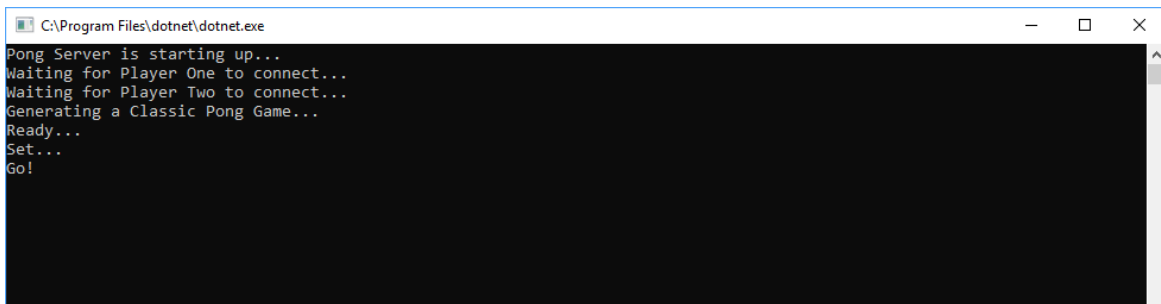 C:\Program Files\dotnet\dotnet.exe
Pong Server is starting up...
Waiting for Player One to connect...
Waiting for Player Two to connect...
Generating a Classic Pong Game...
Ready...
Set...
Go!